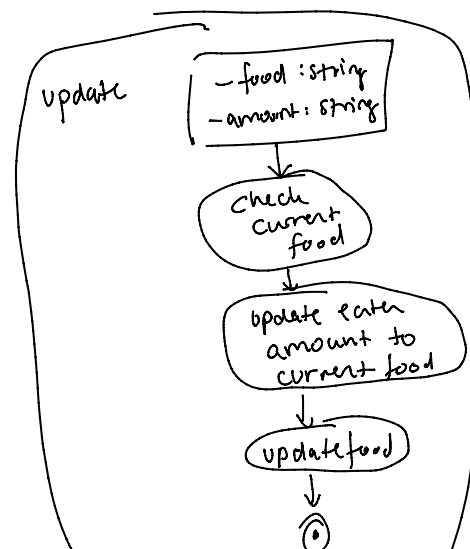 update
- food : string
- amount : string
check
current
food
update eaten
amount to
current food
updatefood